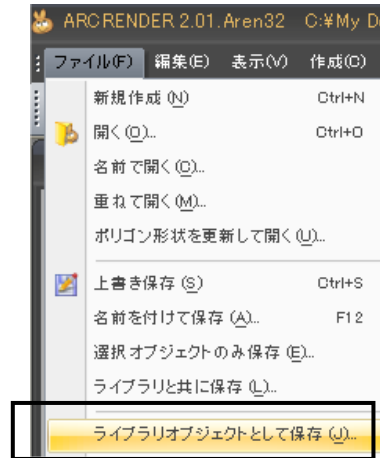 ARCRENDER 2.01. Aren32 C:¥My D
ファイル(F) 編集(E) 表示(V) 作成(C)
新規作成 (N) Ctrl+N
開く (O)... Ctrl+O
名前で開く (C)...
重ねて開く (M)...
ポリゴン形状を更新して開く (U)...
上書き保存 (S) Ctrl+S
名前を付けて保存 (A)... F12
選択オブジェクトのみ保存 (E)...
ライブラリと共に保存 (L)...
ライブラリオブジェクトとして保存 (J)...